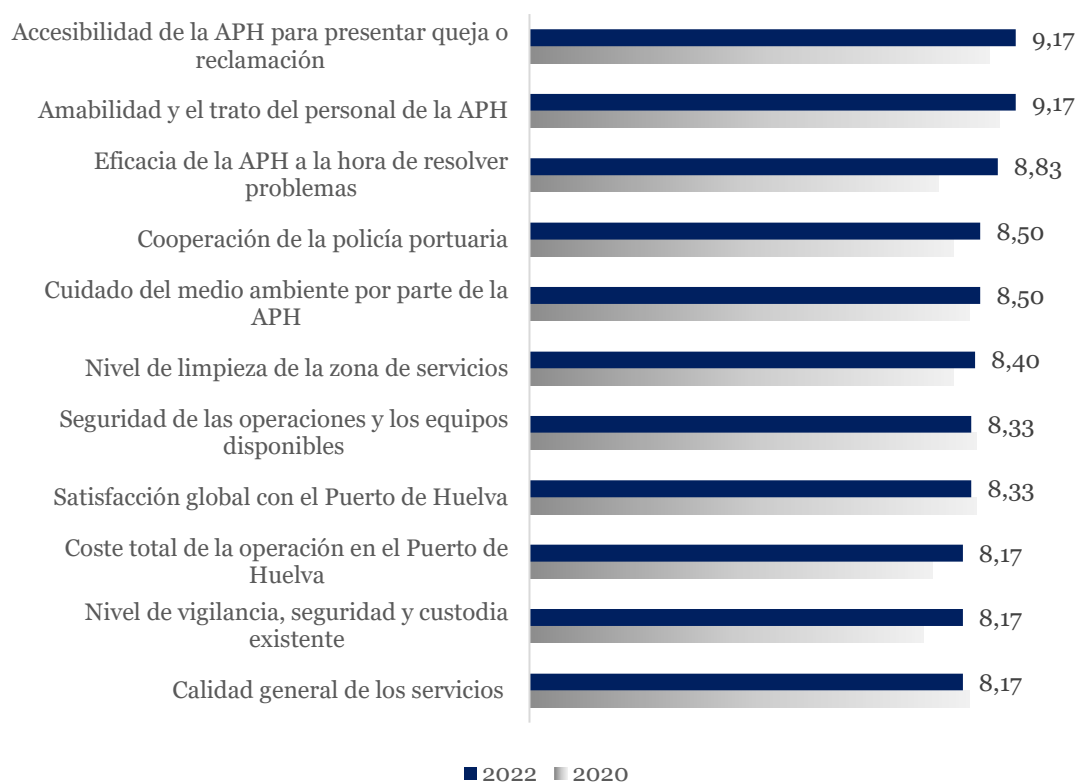 Accesibilidad de la APH para presentar queja o
reclamación
9,17
Amabilidad y el trato del personal de la APH
9,17
Eficacia de la APH a la hora de resolver
problemas
8,83
Cooperación de la policía portuaria
8,50
Cuidado del medio ambiente por parte de la
APH
8,50
Nivel de limpieza de la zona de servicios
8,40
Seguridad de las operaciones y los equipos
disponibles
8,33
Satisfacción global con el Puerto de Huelva
8,33
Coste total de la operación en el Puerto de
Huelva
8,17
Nivel de vigilancia, seguridad y custodia
existente
8,17
Calidad general de los servicios
8,17
2022 2020